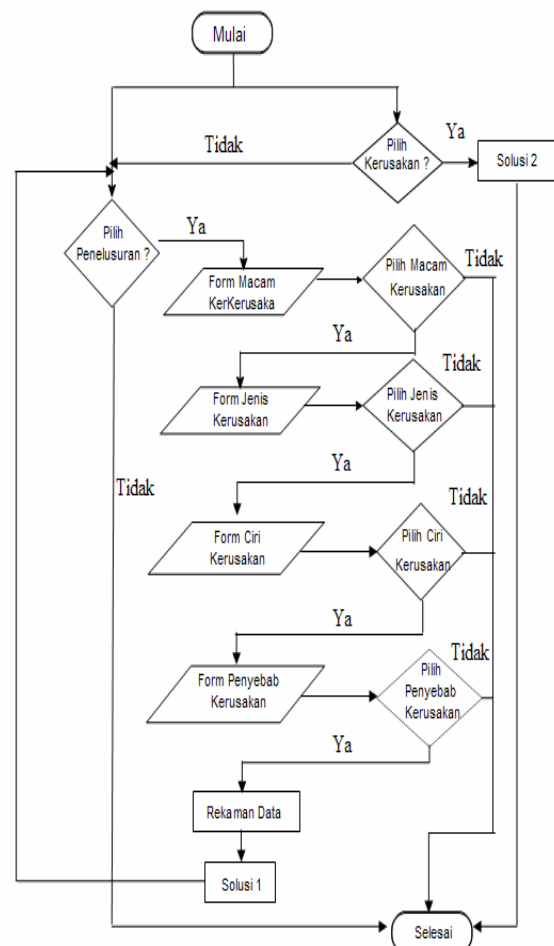 Mulai
Tidak
Pilih
Kerusakan ?
Ya
Solusi 2
Pilih
Penelusuran ?
Ya
Form Macam
KerKerusaka
Pilih Macam
Kerusakan
Tidak
Ya
Form Jenis
Kerusakan
Pilih Jenis
Kerusakan
Tidak
Ya
Tidak
Form Ciri
Kerusakan
Pilih Ciri
Kerusakan
Tidak
Ya
Form Penyebab
Kerusakan
Pilih
Penyebab
Kerusakan
Tidak
Ya
Rekaman Data
Solusi 1
Selesai